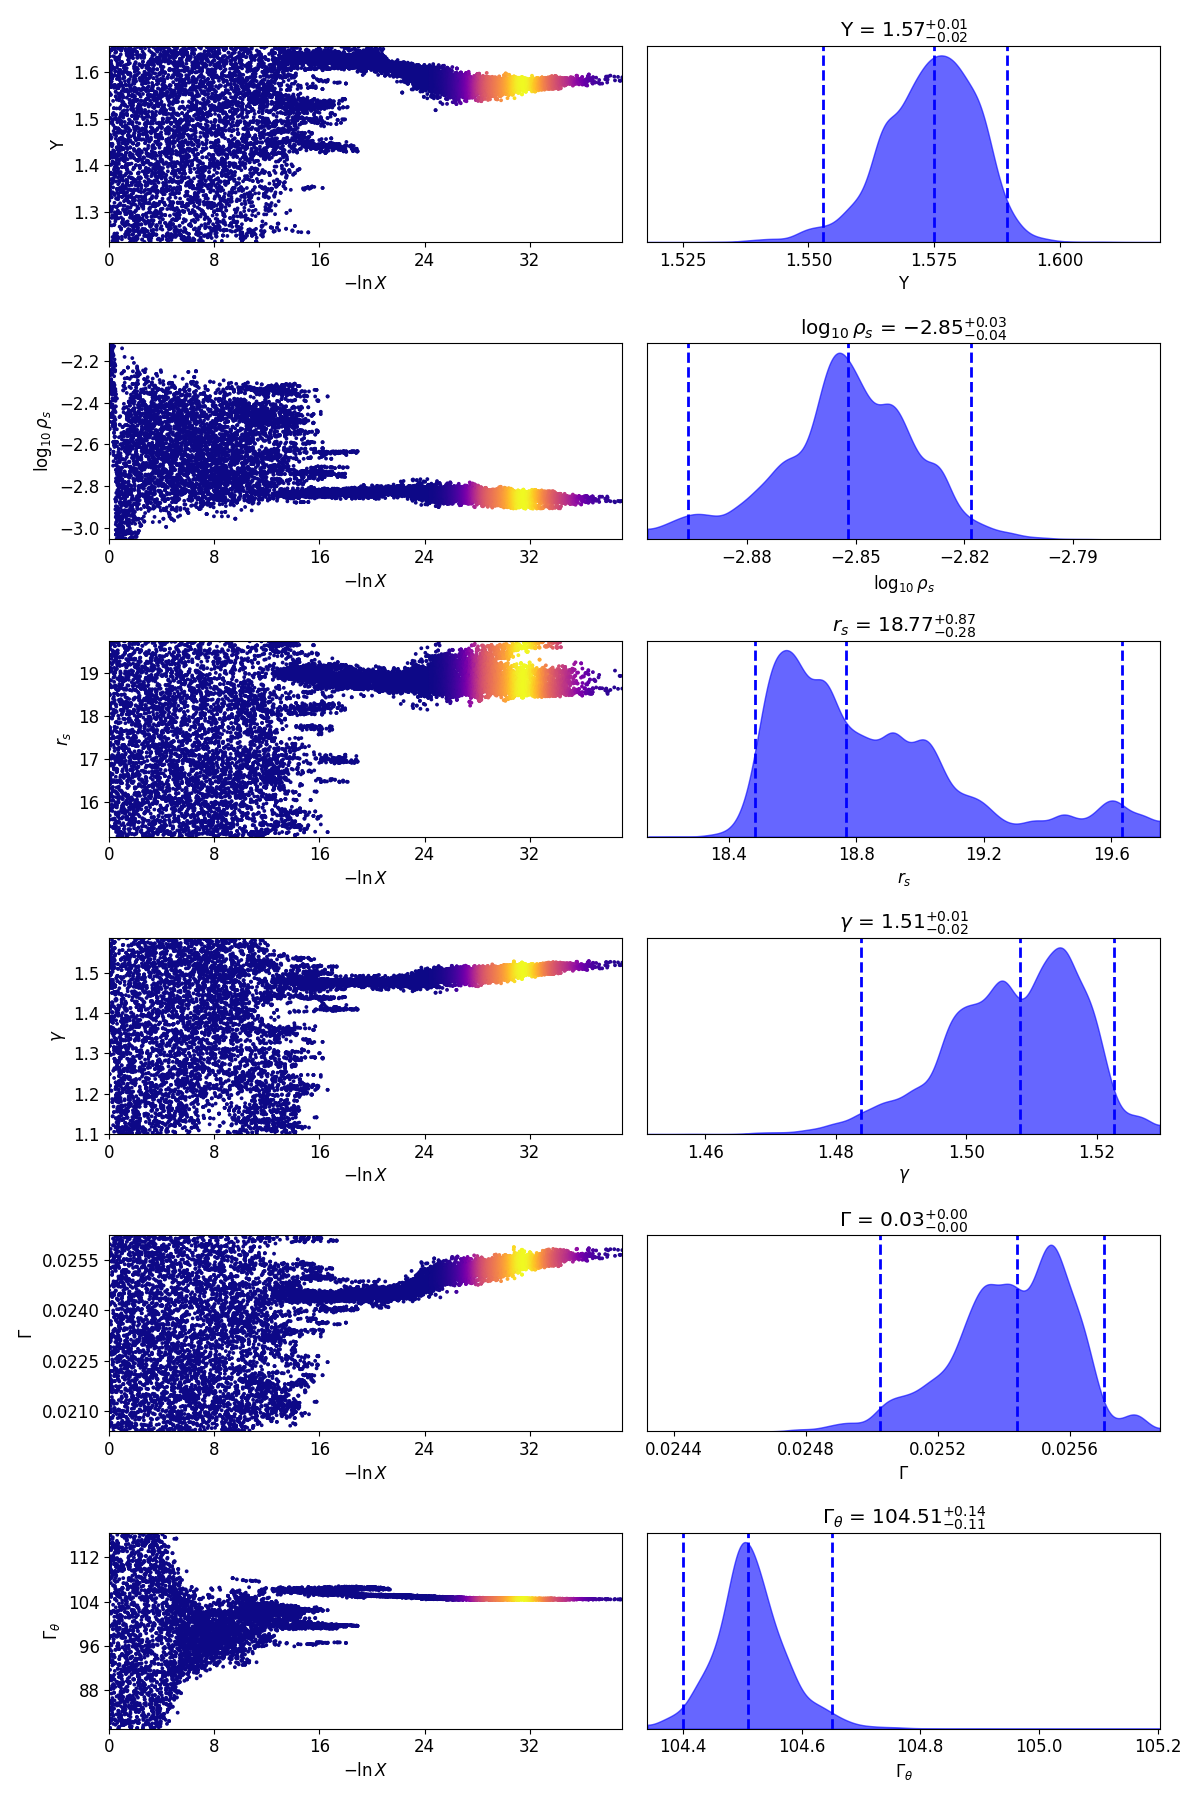 Υ = 1.57^{+0.01}_{−0.02}
1.6
1.5
1.4
1.3
Υ
0 8 16 24 32
−ln X
1.525 1.550 1.575 1.600
Υ
log₁₀ ρₛ = −2.85^{+0.03}_{−0.04}
−2.2
−2.4
−2.6
−2.8
−3.0
log₁₀ ρₛ
0 8 16 24 32
−ln X
−2.88 −2.85 −2.82 −2.79
log₁₀ ρₛ
rₛ = 18.77^{+0.87}_{−0.28}
19
18
17
16
rₛ
0 8 16 24 32
−ln X
18.4 18.8 19.2 19.6
rₛ
γ = 1.51^{+0.01}_{−0.02}
1.5
1.4
1.3
1.2
1.1
γ
0 8 16 24 32
−ln X
1.46 1.48 1.50 1.52
γ
Γ = 0.03^{+0.00}_{−0.00}
0.0255
0.0240
0.0225
0.0210
Γ
0 8 16 24 32
−ln X
0.0244 0.0248 0.0252 0.0256
Γ
Γ_θ = 104.51^{+0.14}_{−0.11}
112
104
96
88
Γ_θ
0 8 16 24 32
−ln X
104.4 104.6 104.8 105.0 105.2
Γ_θ